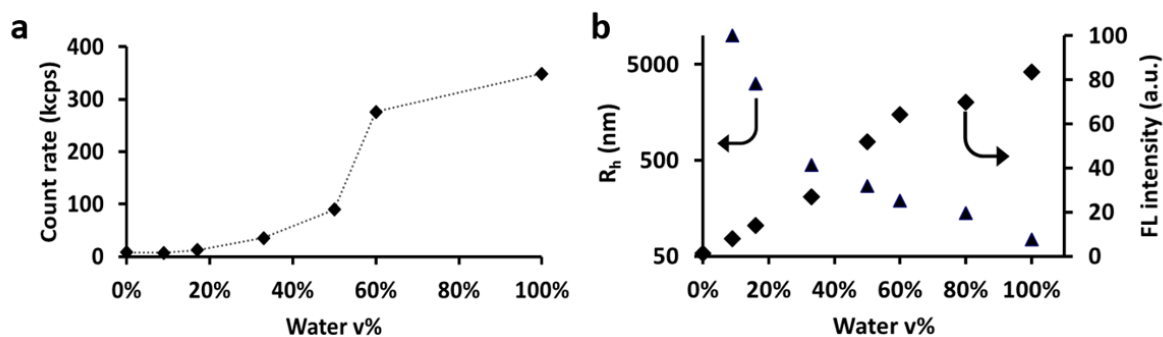 a
400
300
200
100
0
Count rate (kcps)
0% 20% 40% 60% 80% 100%
Water v%
b
5000
500
50
Rh (nm)
100
80
60
40
20
0
FL intensity (a.u.)
0% 20% 40% 60% 80% 100%
Water v%